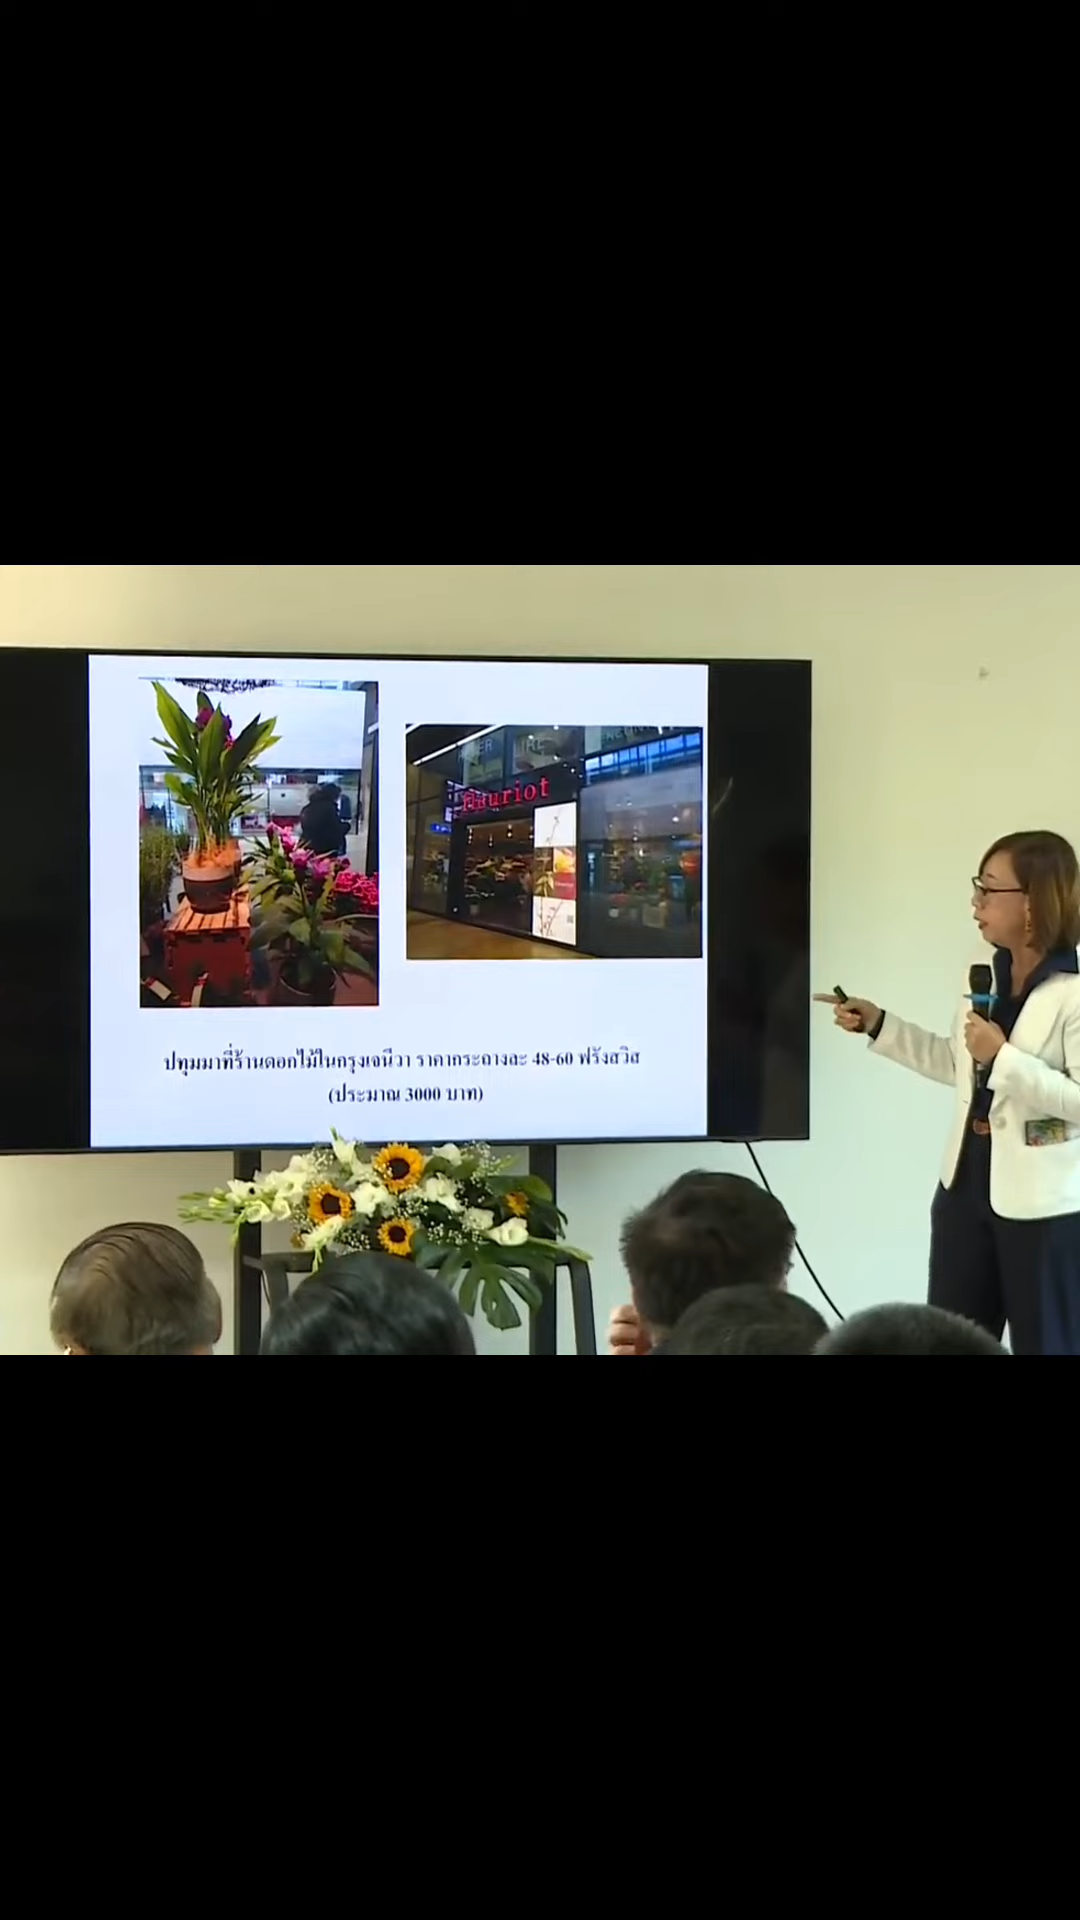 fleuriot
ปทุมมาที่ร้านดอกไม้ในกรุงเจนีวา ราคากระถางละ 48-60 ฟรังสวิส
(ประมาณ 3000 บาท)